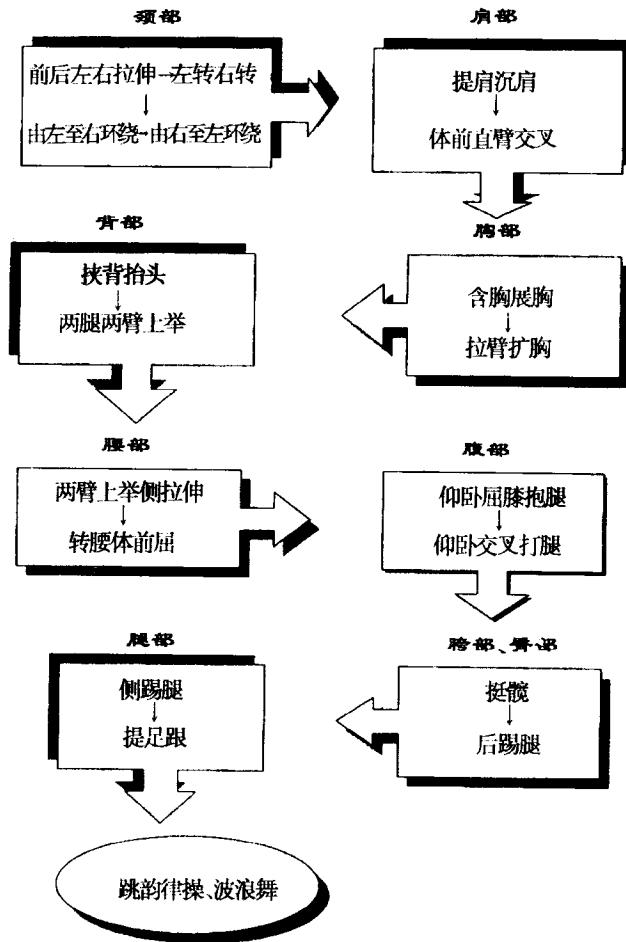 颈部
前后左右拉伸→左转右转
↓
由左至右环绕→由右至左环绕
肩部
提肩沉肩
↓
体前直臂交叉
胸部
含胸展胸
↓
拉臂扩胸
背部
挟背抬头
↓
两腿两臂上举
腰部
两臂上举侧拉伸
↓
转腰体前屈
腹部
仰卧屈膝抱腿
↓
仰卧交叉打腿
胯部、臀部
挺髋
↓
后踢腿
腿部
侧踢腿
↓
提足跟
跳韵律操、波浪舞